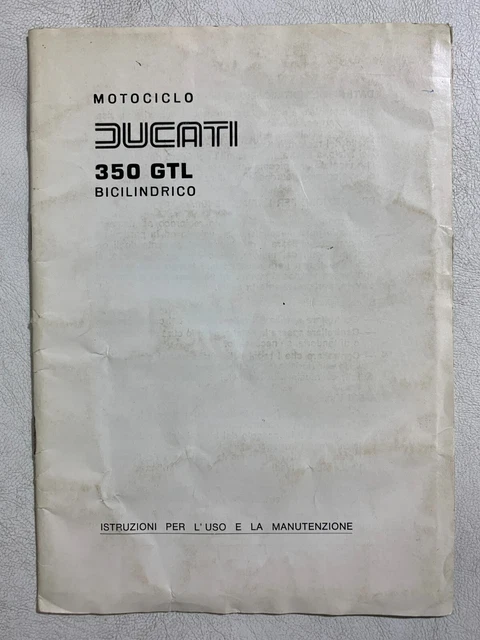 MOTOCICLO
DUCATI
350 GTL
BICILINDRICO
ISTRUZIONI PER L'USO E LA MANUTENZIONE